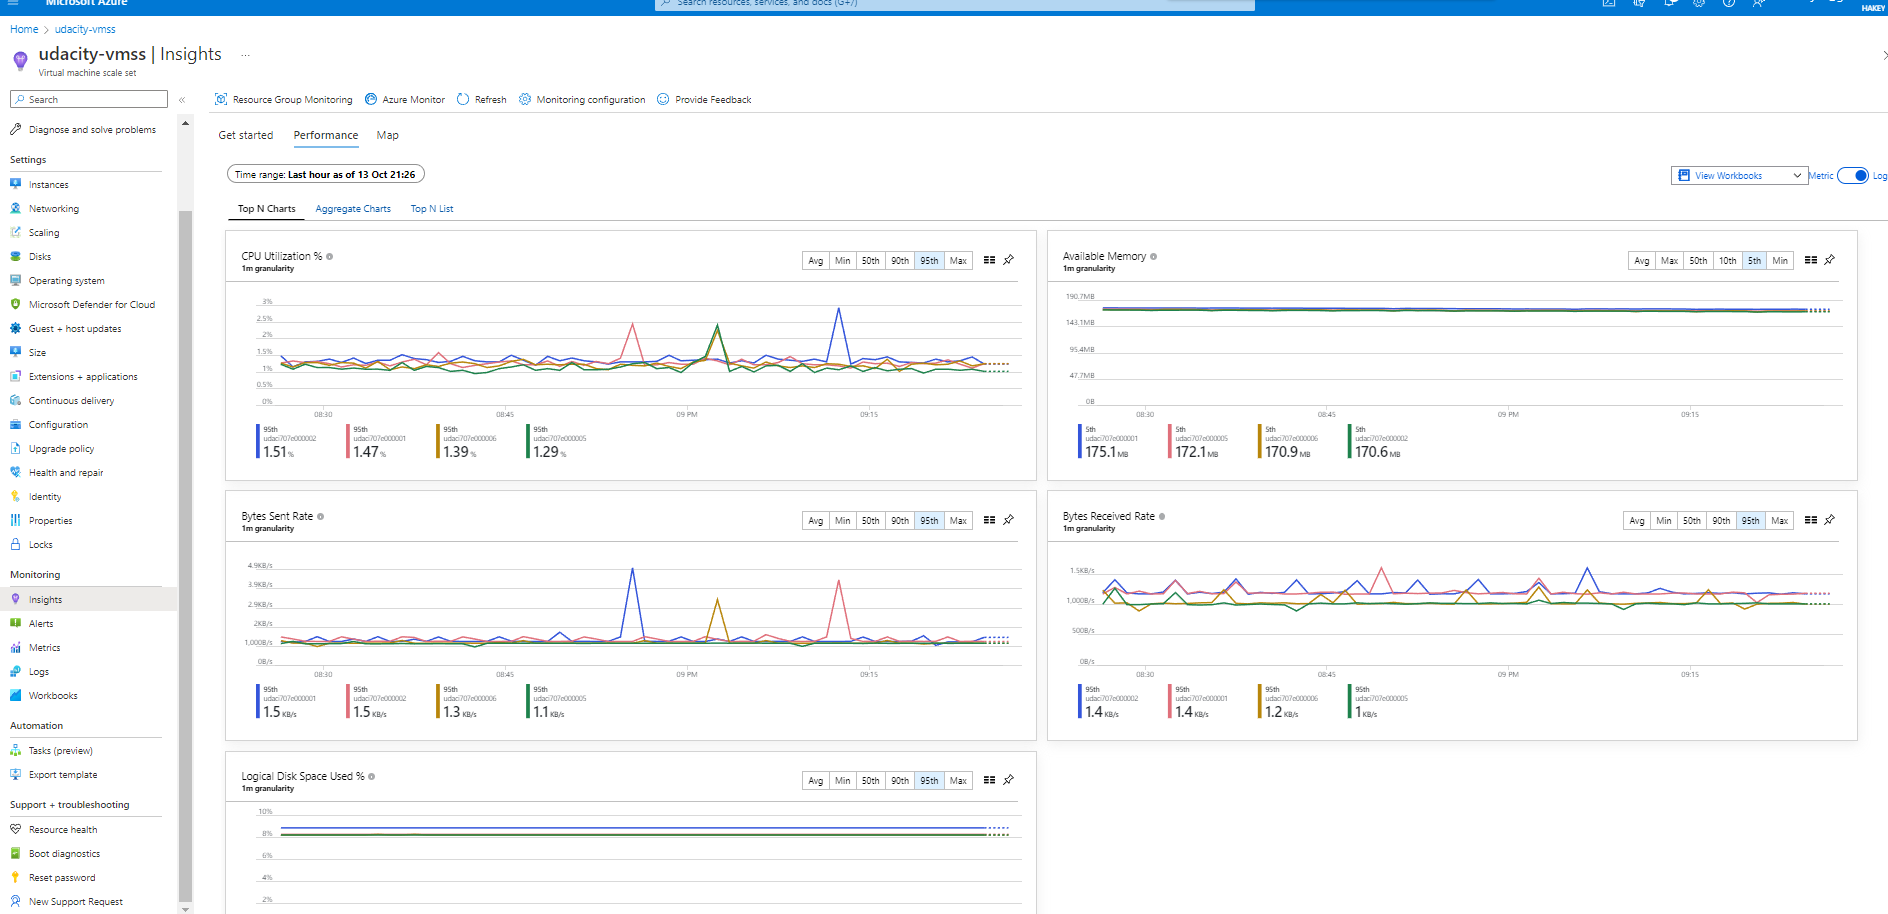 Microsoft Azure
Search resources, services, and docs (G+/)
HAKEY
Home > udacity-vmss
udacity-vmss | Insights ...
Virtual machine scale set
Search
«
Resource Group Monitoring
Azure Monitor
Refresh
Monitoring configuration
Provide Feedback
Diagnose and solve problems
Settings
Instances
Networking
Scaling
Disks
Operating system
Microsoft Defender for Cloud
Guest + host updates
Size
Extensions + applications
Continuous delivery
Configuration
Upgrade policy
Health and repair
Identity
Properties
Locks
Monitoring
Insights
Alerts
Metrics
Logs
Workbooks
Automation
Tasks (preview)
Export template
Support + troubleshooting
Resource health
Boot diagnostics
Reset password
New Support Request
Get started Performance Map
Time range: Last hour as of 13 Oct 21:26
View Workbooks
Metric Log
Top N Charts Aggregate Charts Top N List
CPU Utilization %
1m granularity
Avg Min 50th 90th 95th Max
3%
2.5%
2%
1.5%
1%
0.5%
0%
08:30 08:45 09 PM 09:15
95th 95th 95th 95th
udaci707e000002 udaci707e000001 udaci707e000006 udaci707e000005
1.51% 1.47% 1.39% 1.29%
Available Memory
1m granularity
Avg Max 50th 10th 5th Min
190.7MB
143.1MB
95.4MB
47.7MB
0B
08:30 08:45 09 PM 09:15
5th 5th 5th 5th
udaci707e000001 udaci707e000005 udaci707e000006 udaci707e000002
175.1 MB 172.1 MB 170.9 MB 170.6 MB
Bytes Sent Rate
1m granularity
Avg Min 50th 90th 95th Max
4.9KB/s
3.9KB/s
2.9KB/s
2KB/s
1,000B/s
0B/s
08:30 08:45 09 PM 09:15
95th 95th 95th 95th
udaci707e000001 udaci707e000002 udaci707e000006 udaci707e000005
1.5 KB/s 1.5 KB/s 1.3 KB/s 1.1 KB/s
Bytes Received Rate
1m granularity
Avg Min 50th 90th 95th Max
1.5KB/s
1,000B/s
500B/s
0B/s
08:30 08:45 09 PM 09:15
95th 95th 95th 95th
udaci707e000002 udaci707e000001 udaci707e000006 udaci707e000005
1.4 KB/s 1.4 KB/s 1.2 KB/s 1 KB/s
Logical Disk Space Used %
1m granularity
Avg Min 50th 90th 95th Max
10%
8%
6%
4%
2%